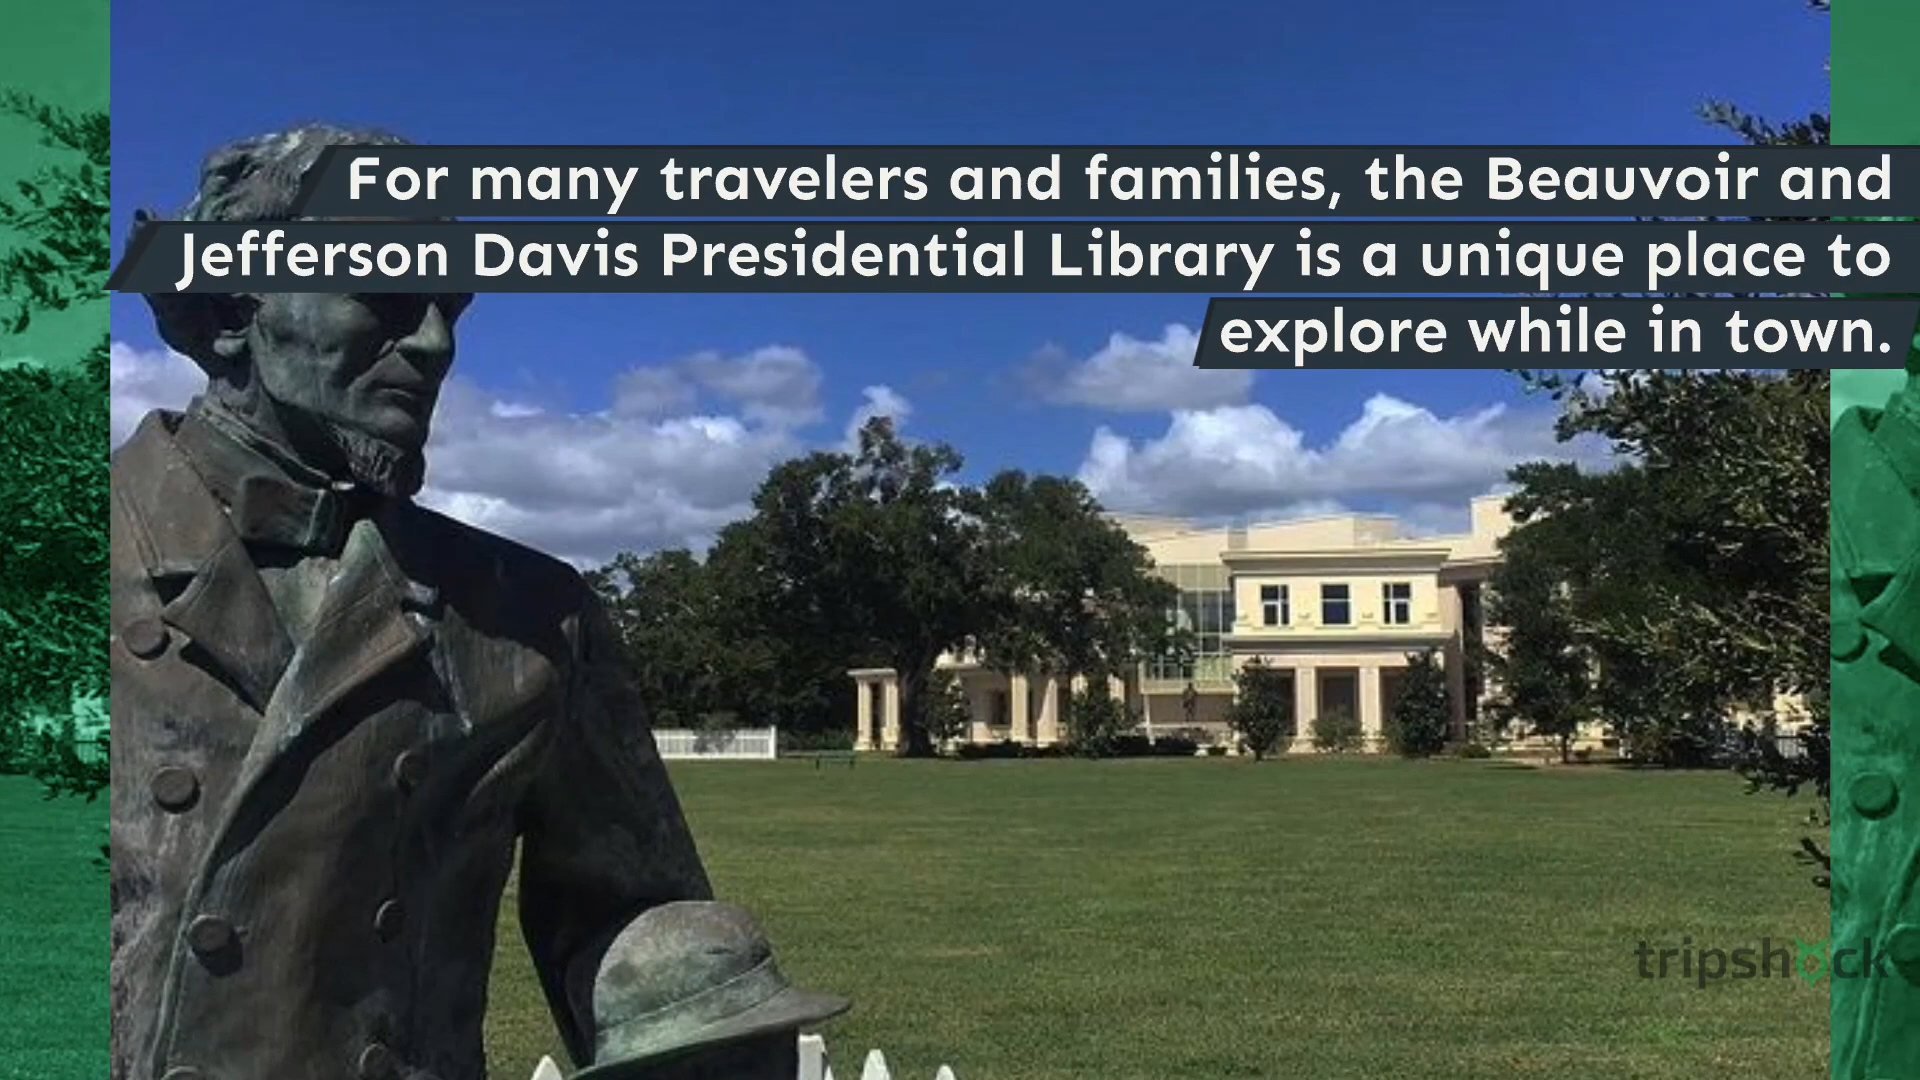 For many travelers and families, the Beauvoir and
Jefferson Davis Presidential Library is a unique place to
explore while in town.
tripshock